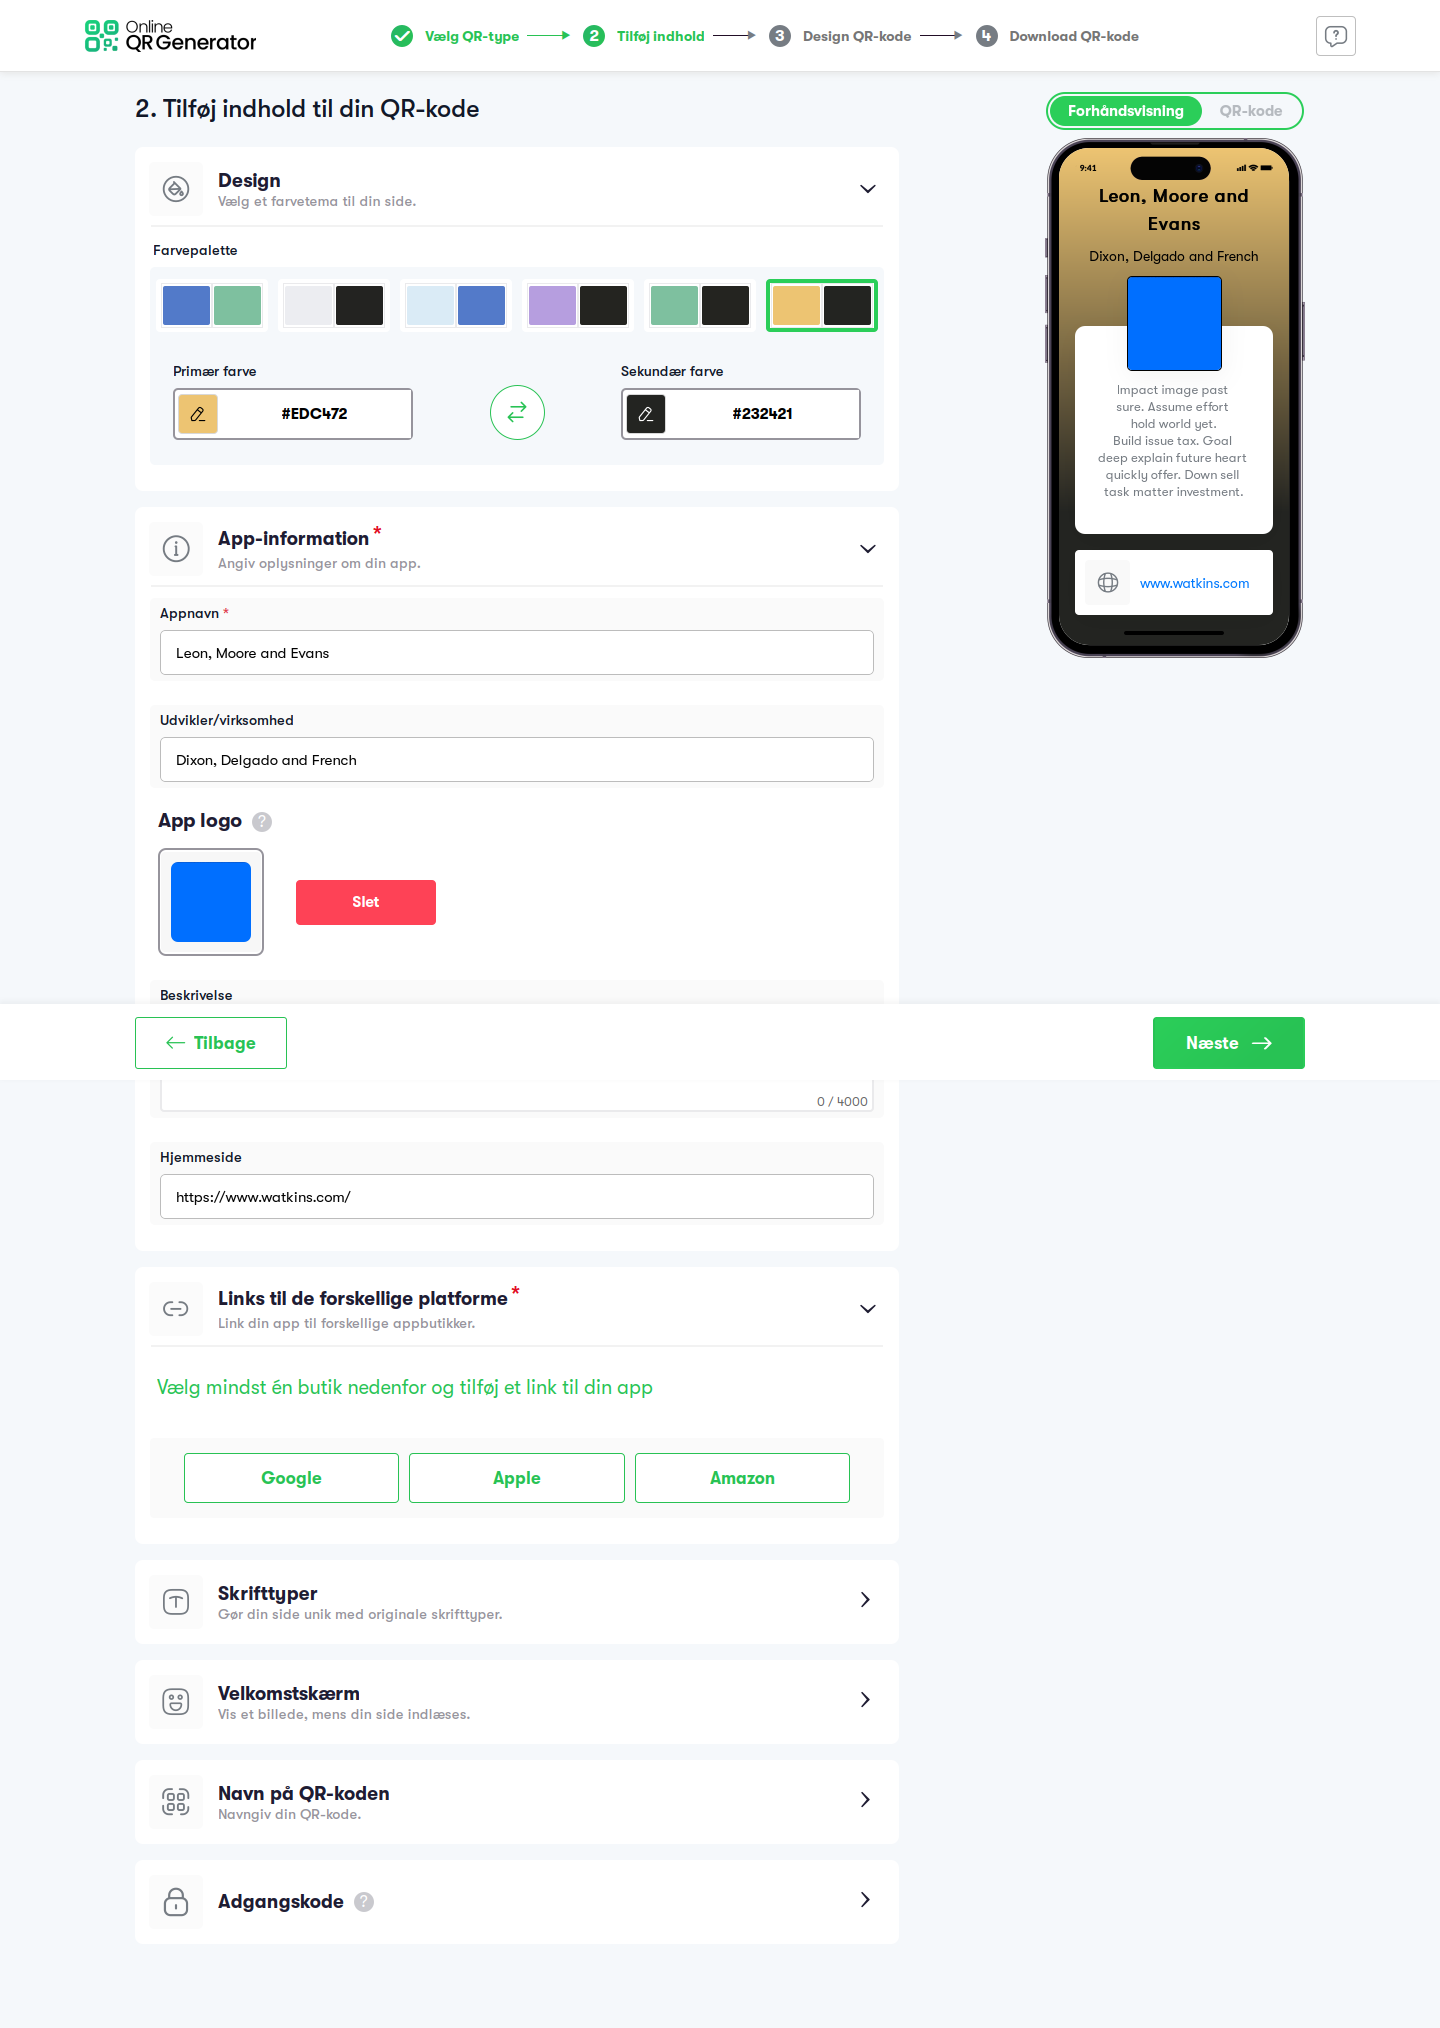 Online
QR Generator
Vælg QR-type
2 Tilføj indhold
3 Design QR-kode
4 Download QR-kode
2. Tilføj indhold til din QR-kode
Forhåndsvisning
QR-kode
Design
Vælg et farvetema til din side.
Farvepalette
Primær farve
#EDC472
Sekundær farve
#232421
App-information *
Angiv oplysninger om din app.
Appnavn *
Leon, Moore and Evans
Udvikler/virksomhed
Dixon, Delgado and French
App logo ?
Slet
Beskrivelse
Tilbage
Næste
0 / 4000
Hjemmeside
https://www.watkins.com/
Links til de forskellige platforme *
Link din app til forskellige appbutikker.
Vælg mindst én butik nedenfor og tilføj et link til din app
Google
Apple
Amazon
Skrifttyper
Gør din side unik med originale skrifttyper.
Velkomstskærm
Vis et billede, mens din side indlæses.
Navn på QR-koden
Navngiv din QR-kode.
Adgangskode ?
9:41
Leon, Moore and
Evans
Dixon, Delgado and French
Impact image past
sure. Assume effort
hold world yet.
Build issue tax. Goal
deep explain future heart
quickly offer. Down sell
task matter investment.
www.watkins.com